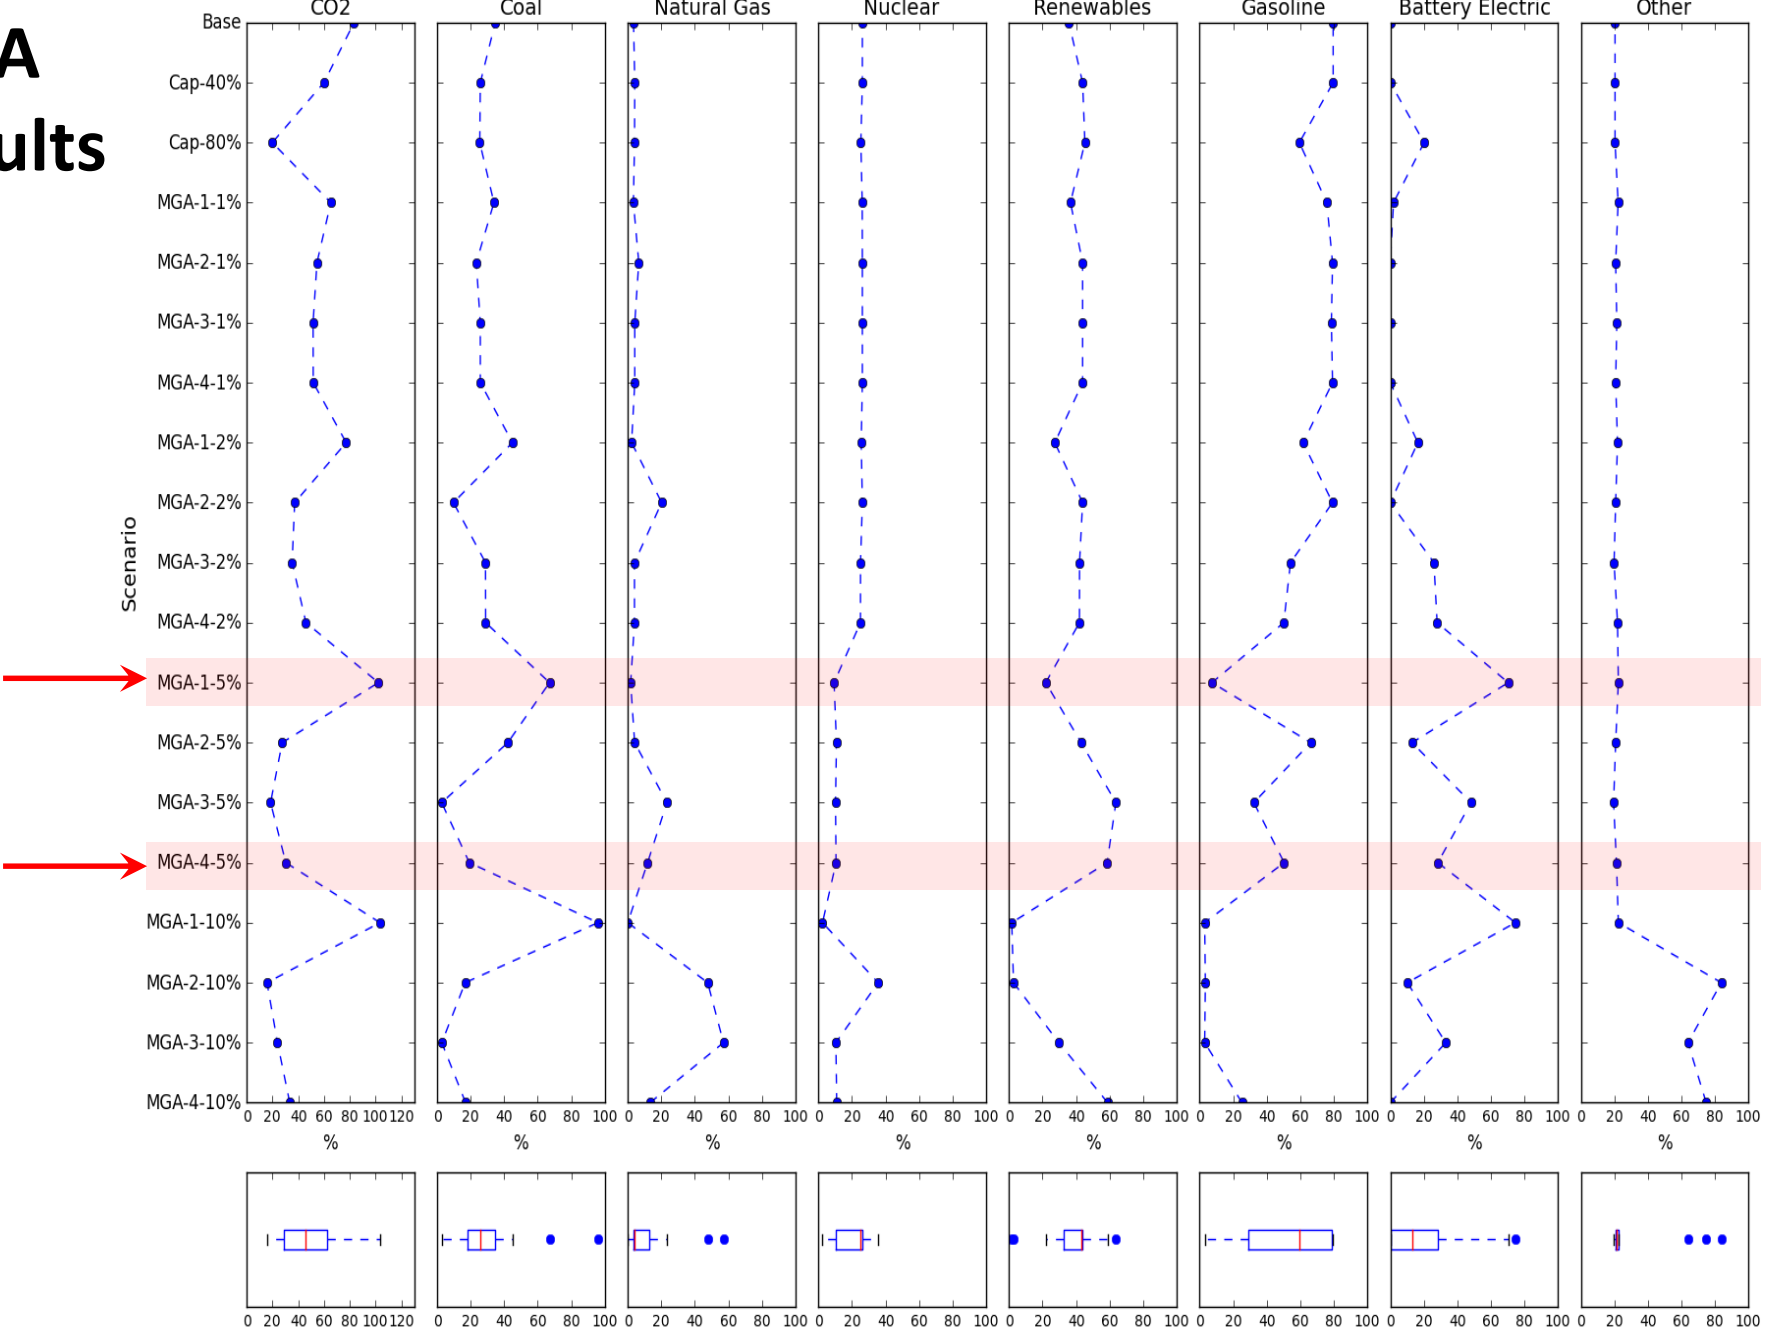 A
ults
CO2 Coal Natural Gas Nuclear Renewables Gasoline Battery Electric Other
Scenario
Base
Cap-40%
Cap-80%
MGA-1-1%
MGA-2-1%
MGA-3-1%
MGA-4-1%
MGA-1-2%
MGA-2-2%
MGA-3-2%
MGA-4-2%
MGA-1-5%
MGA-2-5%
MGA-3-5%
MGA-4-5%
MGA-1-10%
MGA-2-10%
MGA-3-10%
MGA-4-10%
0 20 40 60 80 100 120 0 20 40 60 80 100 0 20 40 60 80 100 0 20 40 60 80 100 0 20 40 60 80 100 0 20 40 60 80 100 0 20 40 60 80 100 0 20 40 60 80 100
% % % % % % % %
0 20 40 60 80 100 120 0 20 40 60 80 100 0 20 40 60 80 100 0 20 40 60 80 100 0 20 40 60 80 100 0 20 40 60 80 100 0 20 40 60 80 100 0 20 40 60 80 100